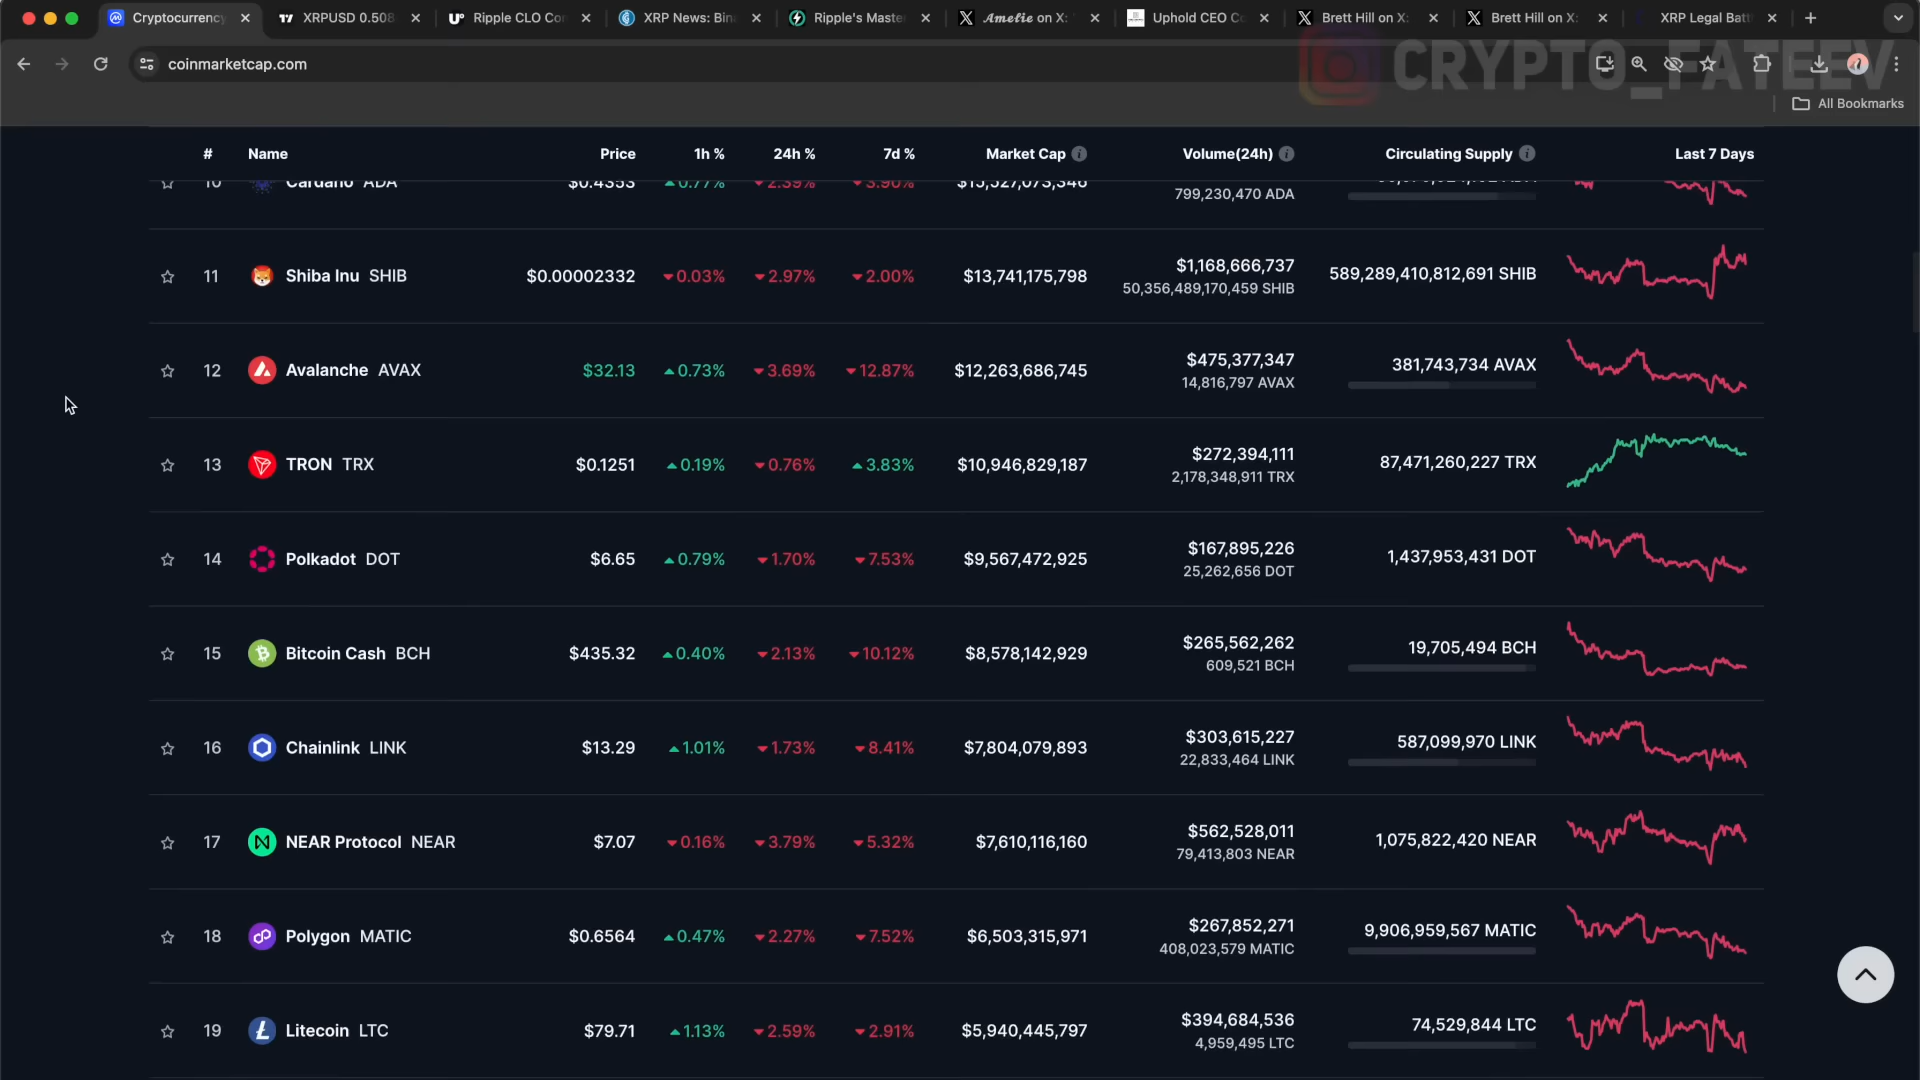 Cryptocurrency
XRPUSD 0.508
Ripple CLO Co
XRP News: Bin
Ripple's Maste
Amelie on X:
Uphold CEO C
Brett Hill on X:
Brett Hill on X:
XRP Legal Batt
coinmarketcap.com
CRYPTO_FATEEV
All Bookmarks
# Name Price 1h % 24h % 7d % Market Cap Volume(24h) Circulating Supply Last 7 Days
10 Cardano ADA $0.4353 0.77% 2.39% 3.90% $15,527,073,346
799,230,470 ADA
11 Shiba Inu SHIB $0.00002332 0.03% 2.97% 2.00% $13,741,175,798 $1,168,666,737 589,289,410,812,691 SHIB
50,356,489,170,459 SHIB
12 Avalanche AVAX $32.13 0.73% 3.69% 12.87% $12,263,686,745 $475,377,347 381,743,734 AVAX
14,816,797 AVAX
13 TRON TRX $0.1251 0.19% 0.76% 3.83% $10,946,829,187 $272,394,111 87,471,260,227 TRX
2,178,348,911 TRX
14 Polkadot DOT $6.65 0.79% 1.70% 7.53% $9,567,472,925 $167,895,226 1,437,953,431 DOT
25,262,656 DOT
15 Bitcoin Cash BCH $435.32 0.40% 2.13% 10.12% $8,578,142,929 $265,562,262 19,705,494 BCH
609,521 BCH
16 Chainlink LINK $13.29 1.01% 1.73% 8.41% $7,804,079,893 $303,615,227 587,099,970 LINK
22,833,464 LINK
17 NEAR Protocol NEAR $7.07 0.16% 3.79% 5.32% $7,610,116,160 $562,528,011 1,075,822,420 NEAR
79,413,803 NEAR
18 Polygon MATIC $0.6564 0.47% 2.27% 7.52% $6,503,315,971 $267,852,271 9,906,959,567 MATIC
408,023,579 MATIC
19 Litecoin LTC $79.71 1.13% 2.59% 2.91% $5,940,445,797 $394,684,536 74,529,844 LTC
4,959,495 LTC